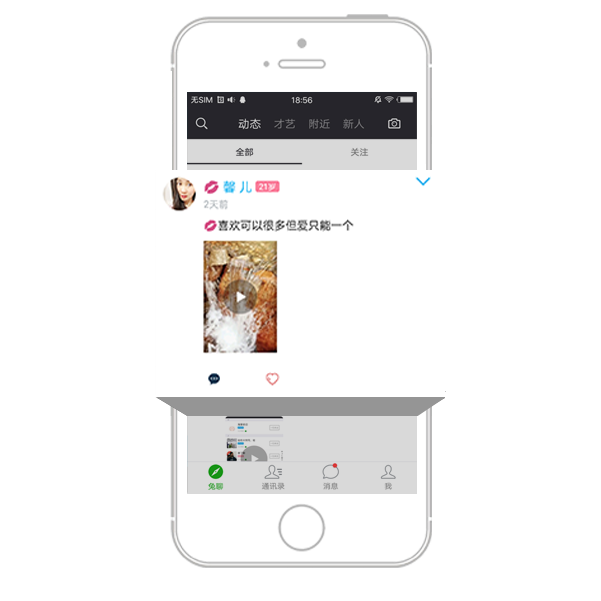 无SIM 18:56
动态 才艺 附近 新人
全部 关注
馨儿 21岁
2天前
喜欢可以很多但爱只能一个
兔聊 通讯录 消息 我